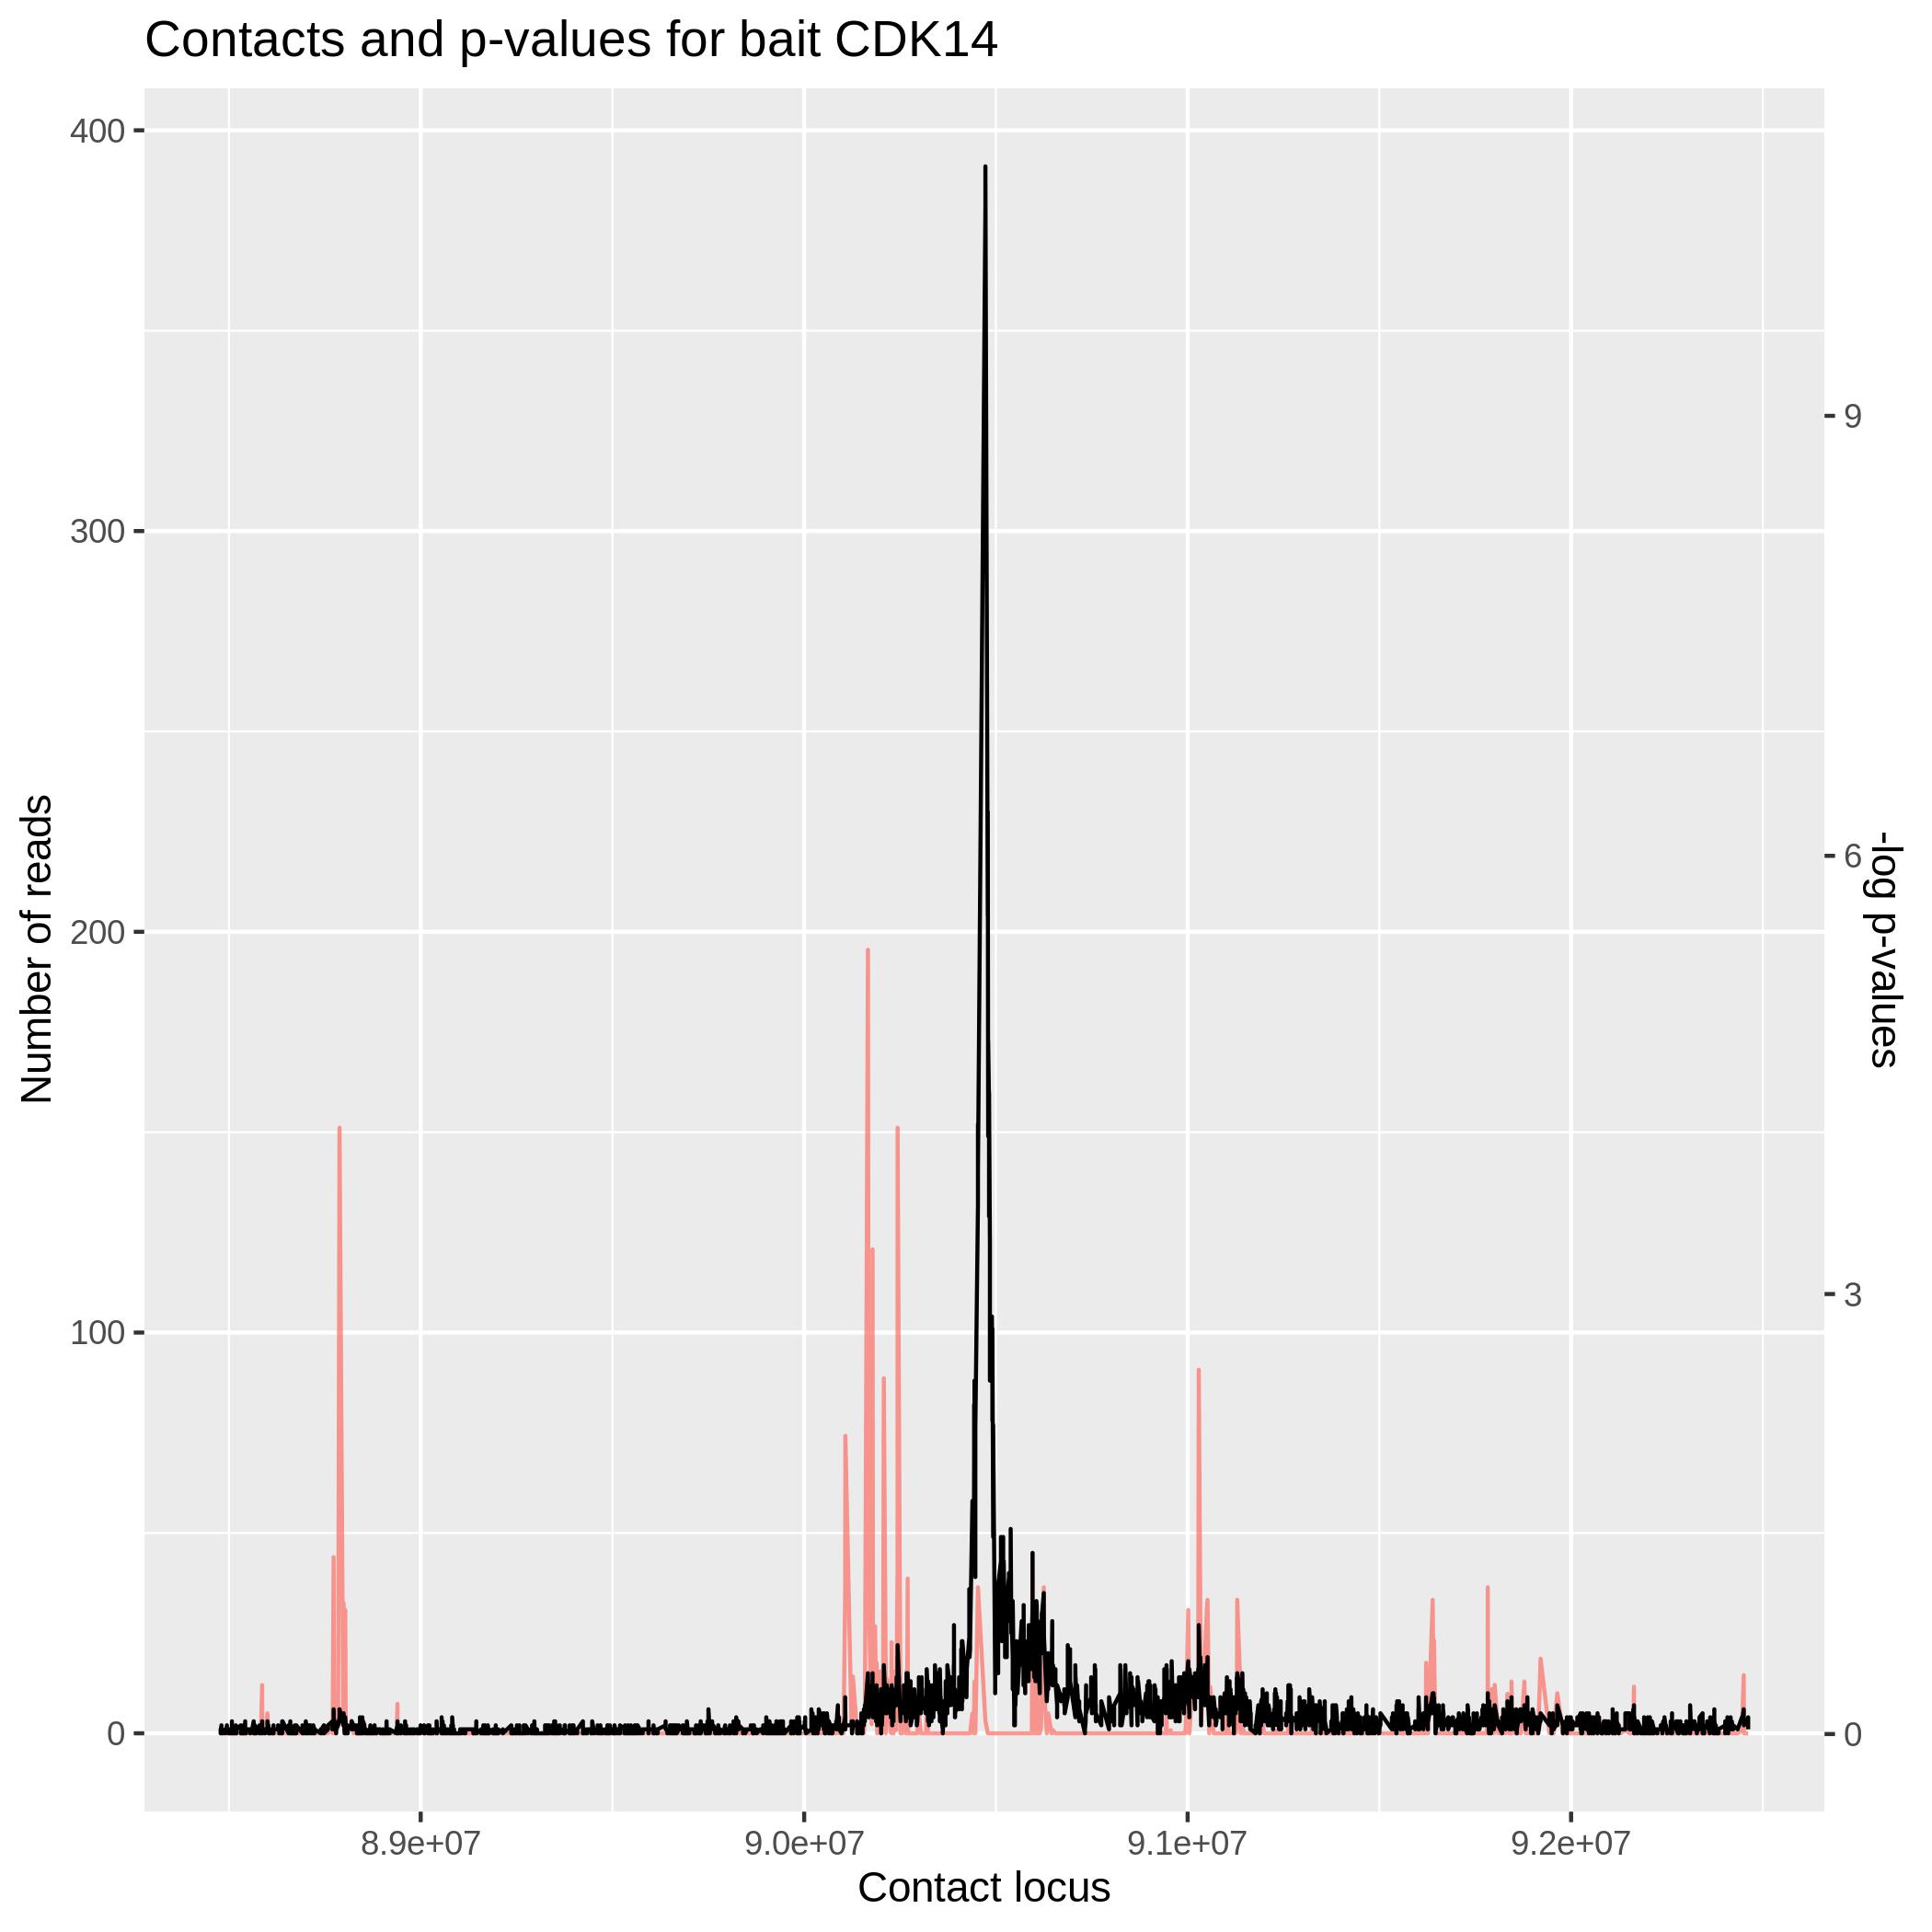 Contacts and p-values for bait CDK14
400
300
200
100
0
Number of reads
9
6
3
0
-log p-values
8.9e+07
9.0e+07
9.1e+07
9.2e+07
Contact locus